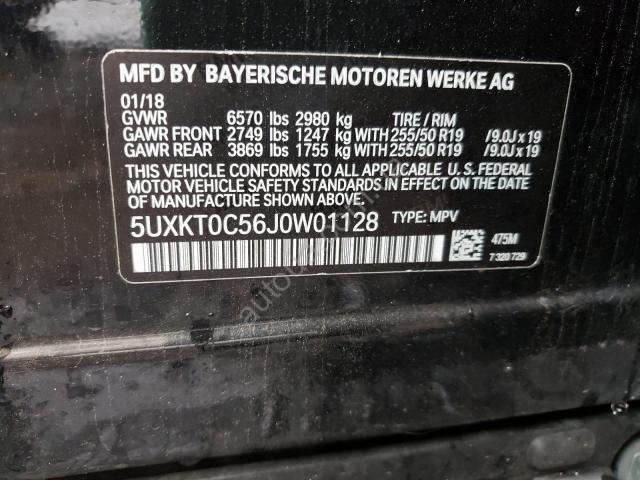 MFD BY BAYERISCHE MOTOREN WERKE AG
01/18
GVWR 6570 lbs 2980 kg TIRE / RIM
GAWR FRONT 2749 lbs 1247 kg WITH 255/50 R19 /9.0J x 19
GAWR REAR 3869 lbs 1755 kg WITH 255/50 R19 /9.0J x 19
THIS VEHICLE CONFORMS TO ALL APPLICABLE U. S. FEDERAL
MOTOR VEHICLE SAFETY STANDARDS IN EFFECT ON THE
DATE OF MANUFACTURE SHOWN ABOVE.
5UXKT0C56J0W01128 TYPE: MPV
475M
7 320 729